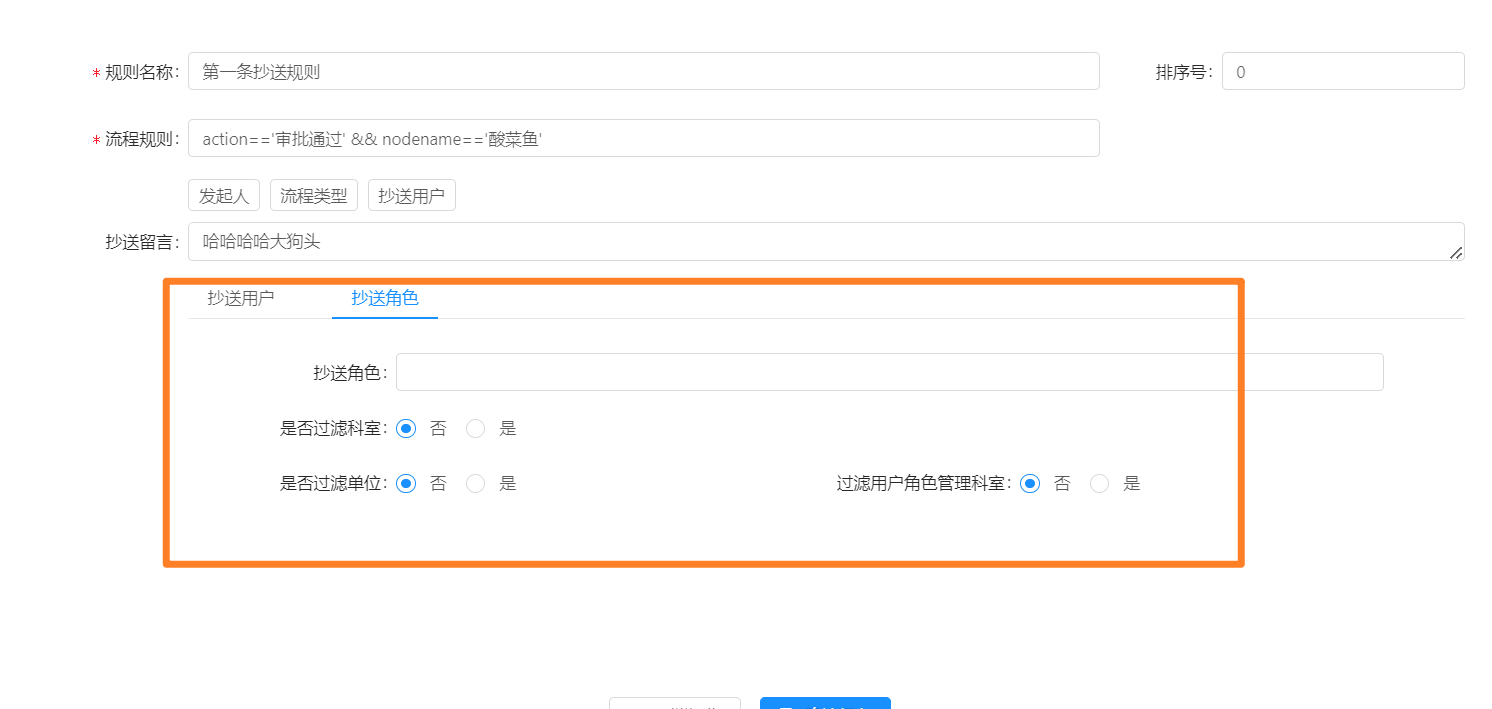 * 规则名称: 第一条抄送规则 排序号: 0
* 流程规则: action=='审批通过' && nodename=='酸菜鱼'
发起人 流程类型 抄送用户
抄送留言: 哈哈哈哈大狗头
抄送用户 抄送角色
抄送角色:
是否过滤科室: 否 是
是否过滤单位: 否 是 过滤用户角色管理科室: 否 是